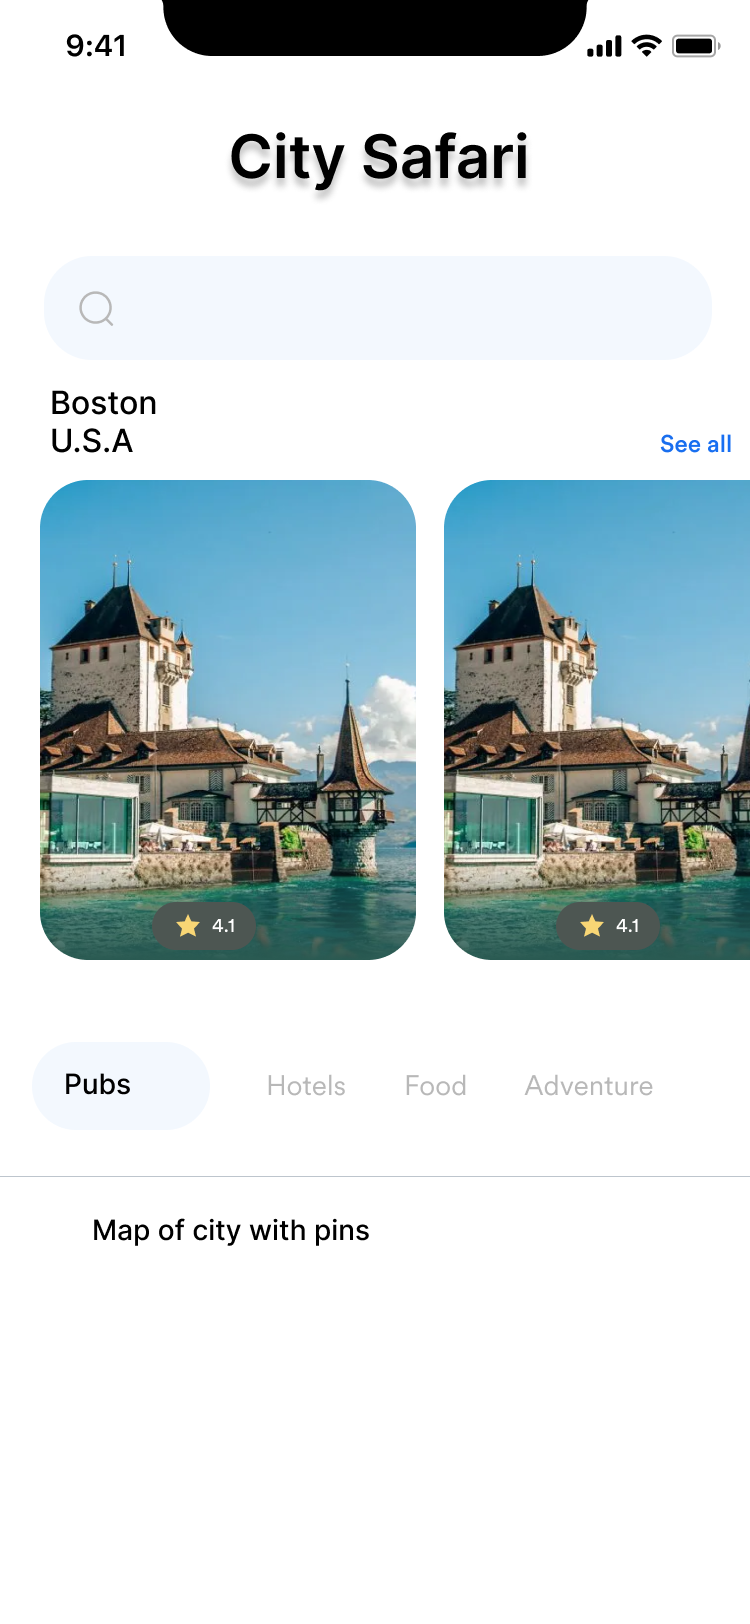 9:41
City Safari
Boston
U.S.A
See all
4.1
4.1
Pubs
Hotels
Food
Adventure
Map of city with pins